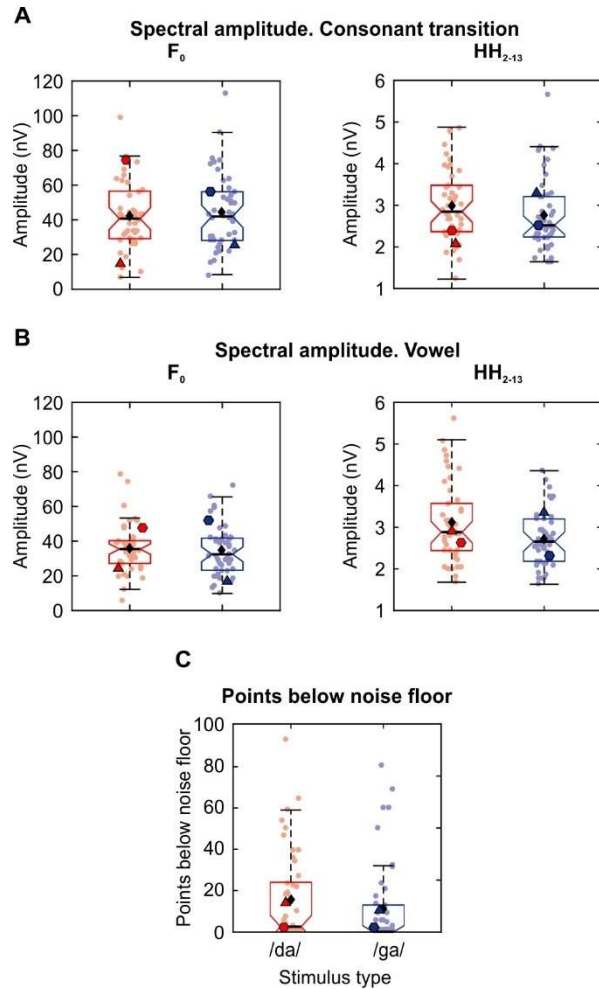 A
Spectral amplitude. Consonant transition
F₀
HH₂₋₁₃
Amplitude (nV)
120
100
80
60
40
20
0
Amplitude (nV)
6
5
4
3
2
1
B
Spectral amplitude. Vowel
F₀
HH₂₋₁₃
Amplitude (nV)
120
100
80
60
40
20
0
Amplitude (nV)
6
5
4
3
2
1
C
Points below noise floor
Points below noise floor
100
80
60
40
20
0
/da/ /ga/
Stimulus type